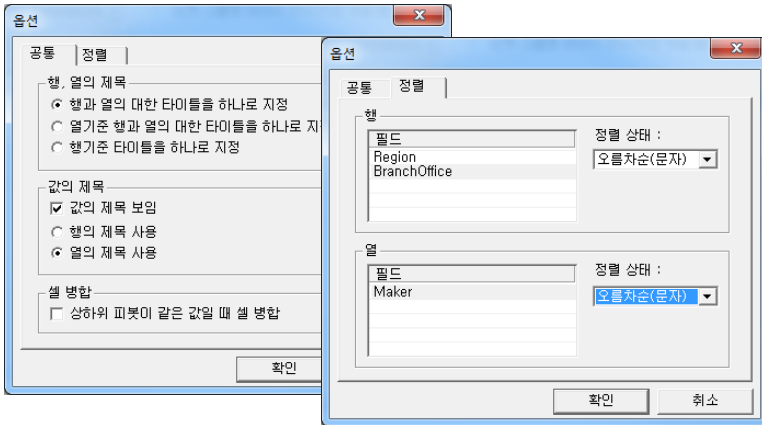 옵션
공통
정렬
행, 열의 제목
행과 열의 대한 타이틀을 하나로 지정
열기준 행과 열의 대한 타이틀을 하나로 지
행기준 타이틀을 하나로 지정
값의 제목
값의 제목 보임
행의 제목 사용
열의 제목 사용
셀 병합
상하위 피봇이 같은 값일 때 셀 병합
확인
옵션
공통
정렬
행
필드
Region
BranchOffice
정렬 상태 :
오름차순(문자)
열
필드
Maker
정렬 상태 :
오름차순(문자)
확인
취소